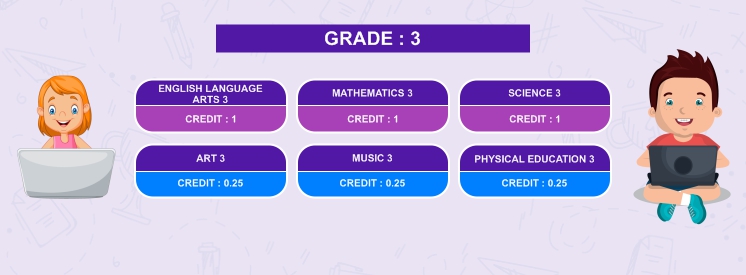 GRADE : 3
ENGLISH LANGUAGE
ARTS 3
CREDIT : 1
MATHEMATICS 3
CREDIT : 1
SCIENCE 3
CREDIT : 1
ART 3
CREDIT : 0.25
MUSIC 3
CREDIT : 0.25
PHYSICAL EDUCATION 3
CREDIT : 0.25